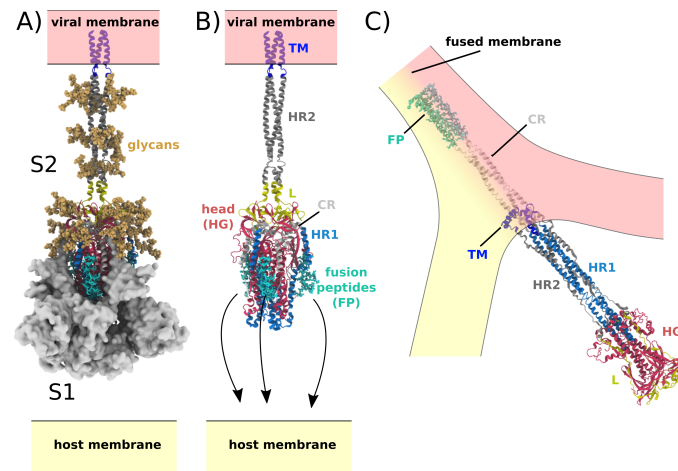 A)
viral membrane
glycans
S2
S1
host membrane
B)
viral membrane
TM
HR2
L
CR
head
(HG)
HR1
fusion
peptides
(FP)
host membrane
C)
fused membrane
CR
FP
TM
HR1
HR2
HG
L